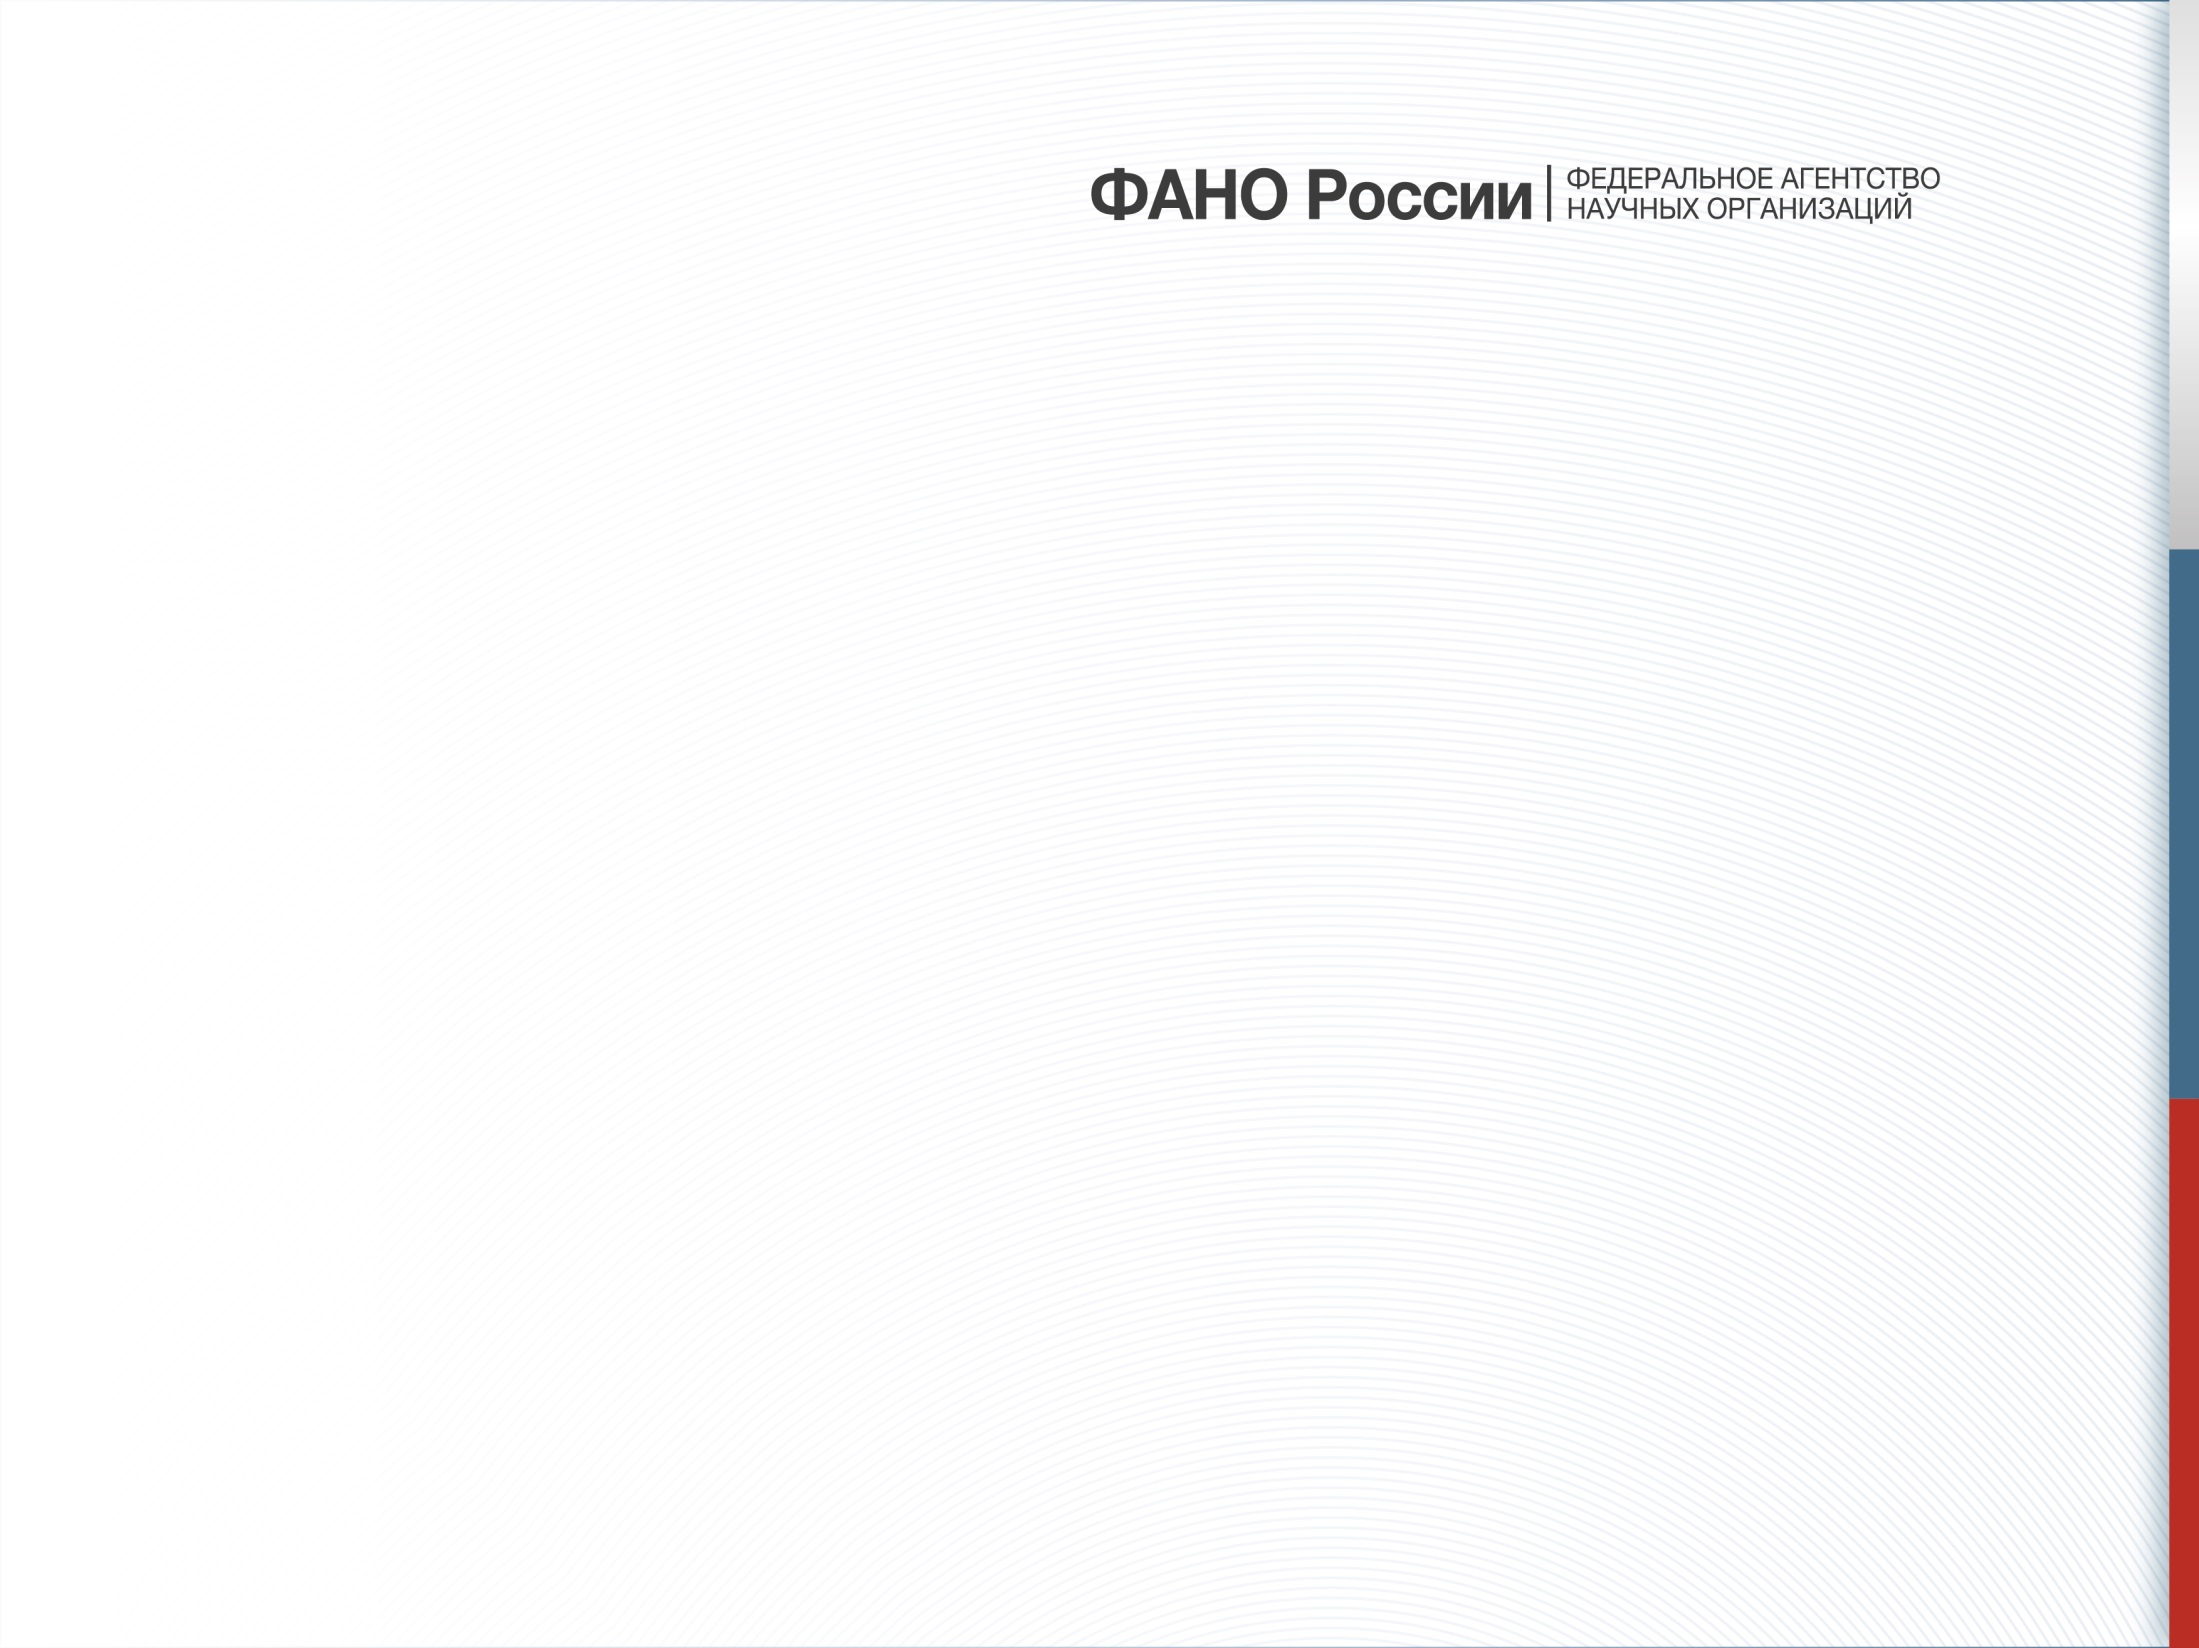 ФАНО России
ФЕДЕРАЛЬНОЕ АГЕНТСТВО
НАУЧНЫХ ОРГАНИЗАЦИЙ